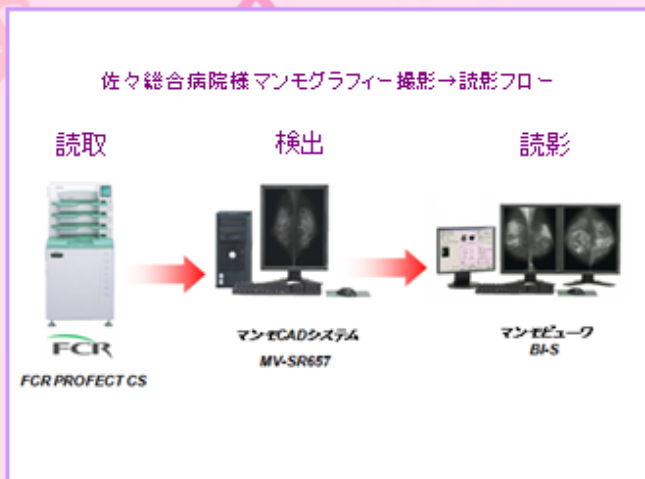 佐々総合病院様マンモグラフィー撮影→読影フロー
読取
検出
読影
FCR
FCR PROFECT CS
マンモCADシステム
MV-SR657
マンモビューワ
BI-S